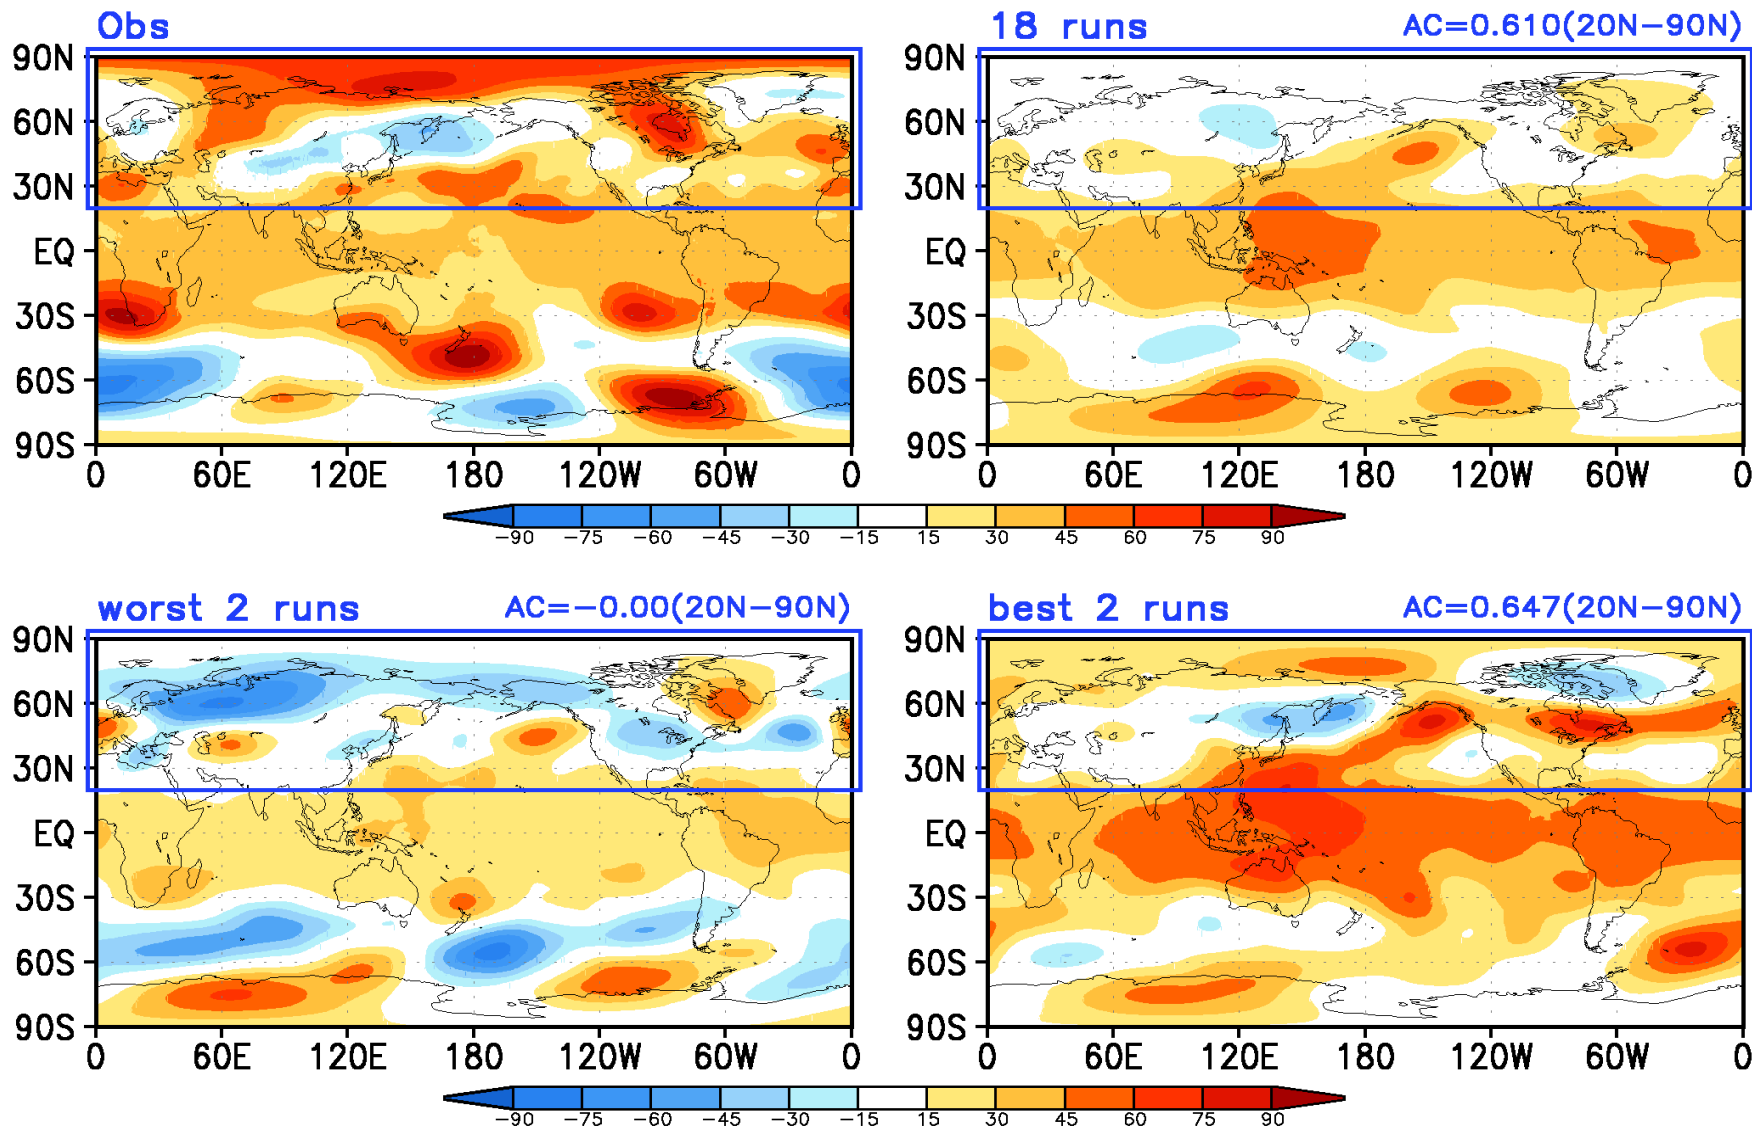 Obs
18 runs AC=0.610(20N−90N)
90N
60N
30N
EQ
30S
60S
90S
0 60E 120E 180 120W 60W 0
90N
60N
30N
EQ
30S
60S
90S
0 60E 120E 180 120W 60W 0
−90 −75 −60 −45 −30 −15 15 30 45 60 75 90
worst 2 runs AC=−0.00(20N−90N)
best 2 runs AC=0.647(20N−90N)
90N
60N
30N
EQ
30S
60S
90S
0 60E 120E 180 120W 60W 0
90N
60N
30N
EQ
30S
60S
90S
0 60E 120E 180 120W 60W 0
−90 −75 −60 −45 −30 −15 15 30 45 60 75 90